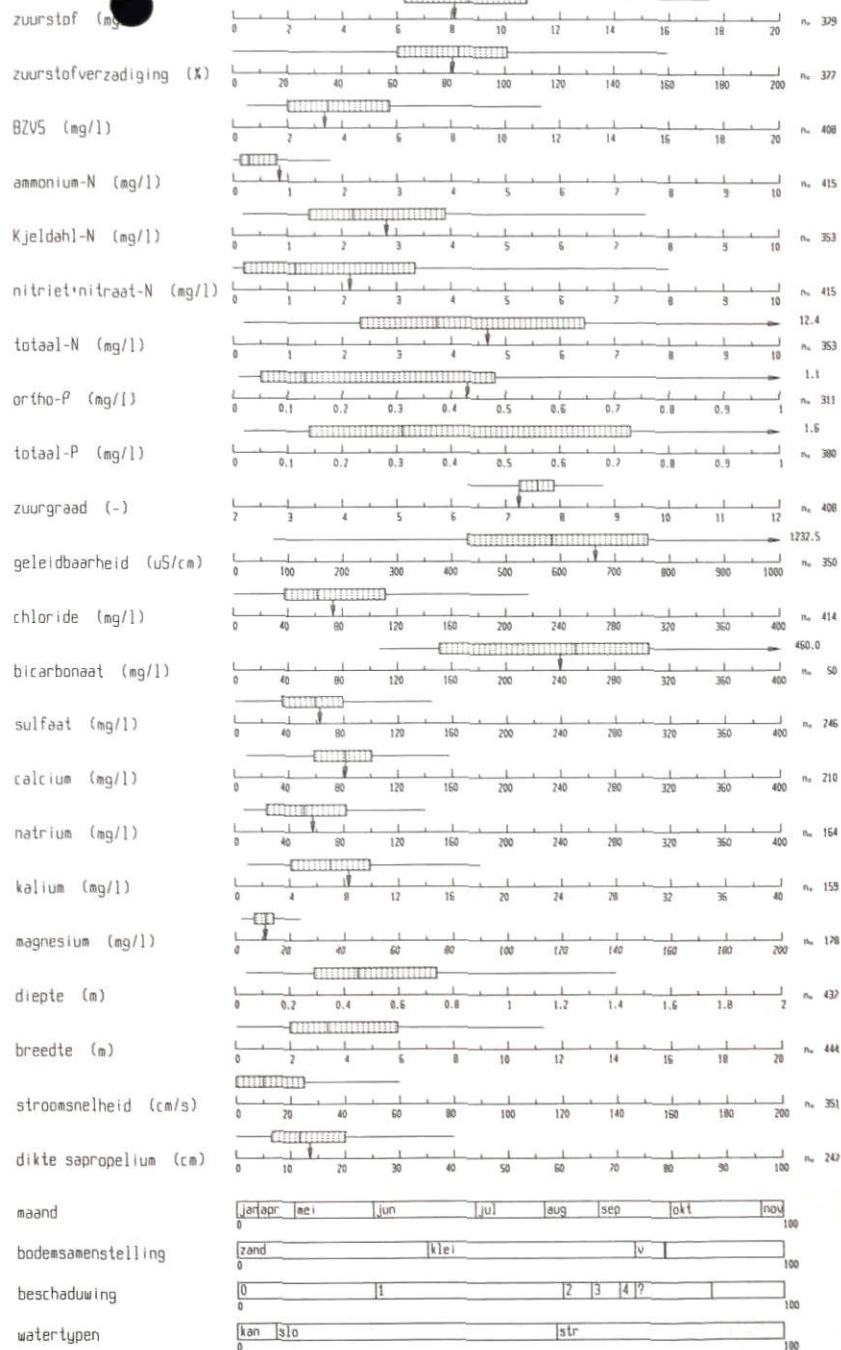 zuurstof (mg
0 2 4 6 8 10 12 14 16 18 20 n= 329
zuurstofverzadiging (%)
0 20 40 60 80 100 120 140 160 180 200 n= 377
BZV5 (mg/l)
0 2 4 6 8 10 12 14 16 18 20 n= 408
ammonium-N (mg/l)
0 1 2 3 4 5 6 7 8 9 10 n= 415
Kjeldahl-N (mg/l)
0 1 2 3 4 5 6 7 8 9 10 n= 353
nitriet+nitraat-N (mg/l)
0 1 2 3 4 5 6 7 8 9 10 n= 415
12.4
totaal-N (mg/l)
0 1 2 3 4 5 6 7 8 9 10 n= 353
1.1
ortho-P (mg/l)
0 0.1 0.2 0.3 0.4 0.5 0.6 0.7 0.8 0.9 1 n= 311
1.6
totaal-P (mg/l)
0 0.1 0.2 0.3 0.4 0.5 0.6 0.7 0.8 0.9 1 n= 380
zuurgraad (-)
2 3 4 5 6 7 8 9 10 11 12 n= 408
1232.5
geleidbaarheid (uS/cm)
0 100 200 300 400 500 600 700 800 900 1000 n= 350
chloride (mg/l)
0 40 80 120 160 200 240 280 320 360 400 n= 414
460.0
bicarbonaat (mg/l)
0 40 80 120 160 200 240 280 320 360 400 n= 50
sulfaat (mg/l)
0 40 80 120 160 200 240 280 320 360 400 n= 246
calcium (mg/l)
0 40 80 120 160 200 240 280 320 360 400 n= 210
natrium (mg/l)
0 40 80 120 160 200 240 280 320 360 400 n= 164
kalium (mg/l)
0 4 8 12 16 20 24 28 32 36 40 n= 159
magnesium (mg/l)
0 20 40 60 80 100 120 140 160 180 200 n= 178
diepte (m)
0 0.2 0.4 0.6 0.8 1 1.2 1.4 1.6 1.8 2 n= 437
breedte (m)
0 2 4 6 8 10 12 14 16 18 20 n= 444
stroomsnelheid (cm/s)
0 20 40 60 80 100 120 140 160 180 200 n= 351
dikte sapropelium (cm)
0 10 20 30 40 50 60 70 80 90 100 n= 247
maand jan apr mei jun jul aug sep okt nov
0 100
bodemsamenstelling zand klei v
0 100
beschaduwing 0 1 2 3 4 ?
0 100
watertypen kan slo str
0 100